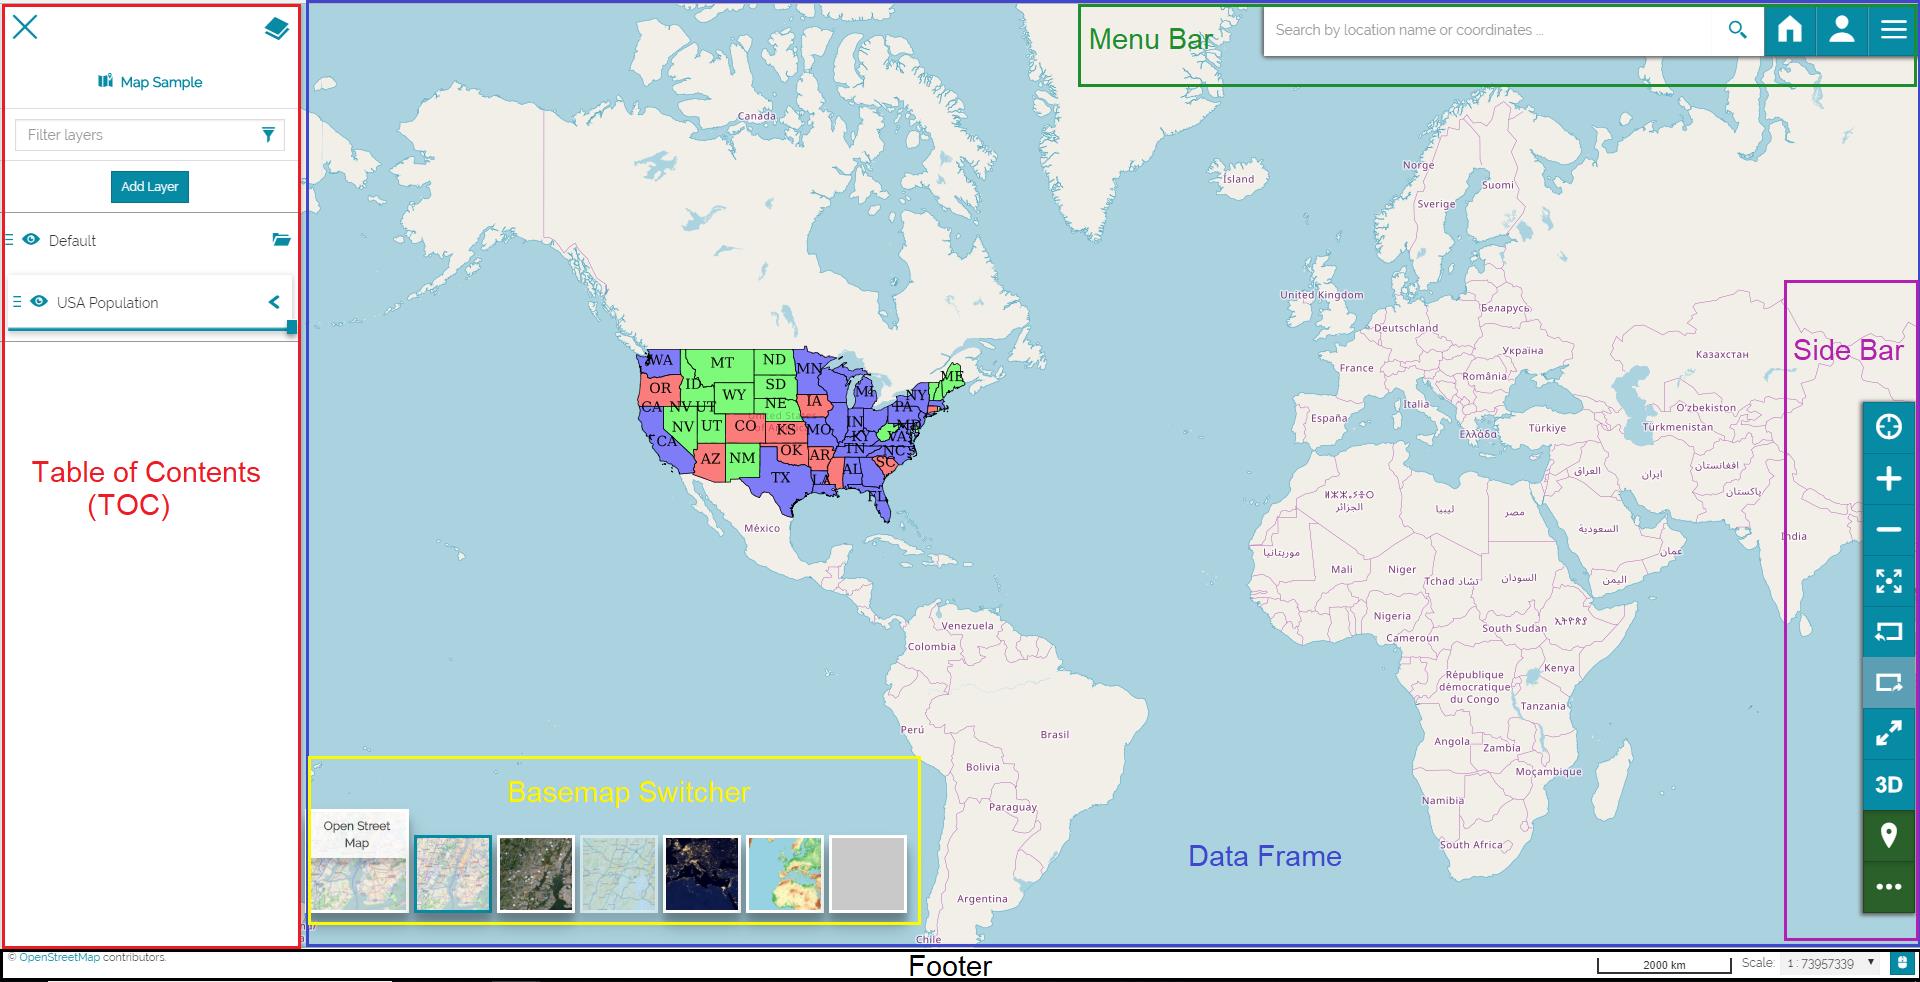 Map Sample
Filter layers
Add Layer
Default
USA Population
Table of Contents
(TOC)
Menu Bar
Search by location name or coordinates ...
Canada
Ísland
Norge
Suomi
Sverige
United Kingdom
Беларусь
Deutschland
Україна
France
România
Казахстан
Side Bar
Italia
España
Ελλάδα
Türkiye
Oʻzbekiston
Türkmenistan
العراق
ایران
افغانستان
پاکستان
WA
MT
ND
MN
OR
ID
SD
WY
MI
ME
NY
CA
NV
UT
NE
IA
PA
NV
UT
CO
KS
MO
IN
KY
VA
CA
AZ
NM
OK
AR
TN
NC
SC
TX
LA
AL
FL
México
ⵍⵣⵣⴰⵢⴻⵔ
الجزائر
ليبيا
مصر
السعودية
عمان
India
موريتانيا
Mali
Niger
Tchad تشاد
السودان
اليمن
Nigeria
Cameroun
South Sudan
ኢትዮጵያ
Venezuela
Colombia
Kenya
République
démocratique
du Congo
Tanzania
Perú
Brasil
Angola
Zambia
Bolivia
Moçambique
Paraguay
Namibia
South Africa
3D
Basemap Switcher
Open Street
Map
Data Frame
Argentina
Chile
© OpenStreetMap contributors.
Footer
2000 km
Scale:
1 : 73957339